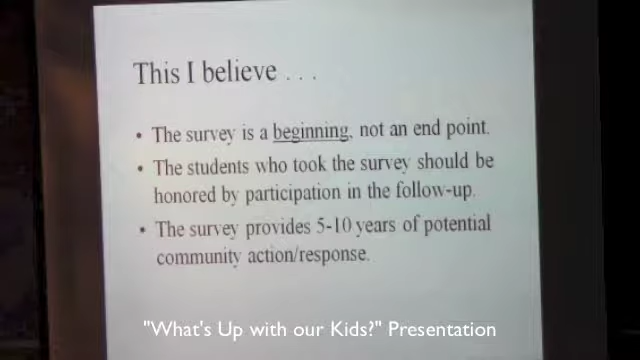 This I believe . . .
• The survey is a beginning, not an end point.
• The students who took the survey should be
honored by participation in the follow-up.
• The survey provides 5-10 years of potential
community action/response.
"What's Up with our Kids?" Presentation